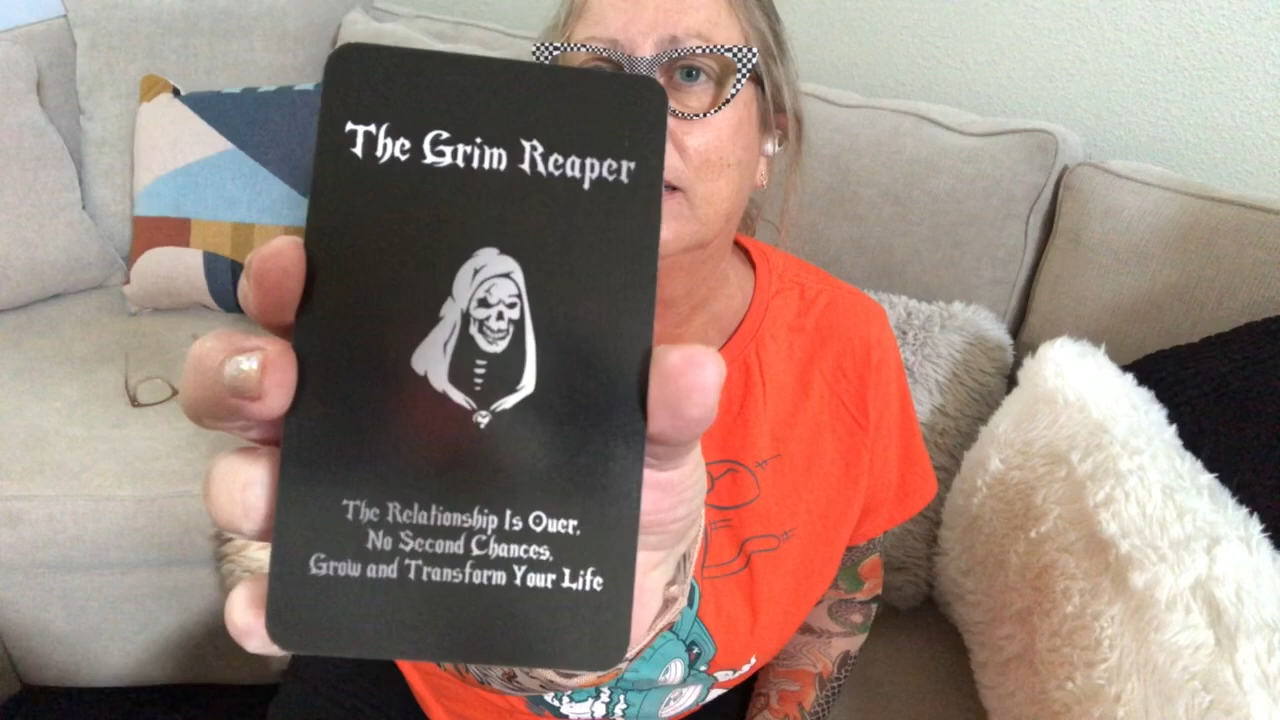 The Grim Reaper
The Relationship Is Over,
No Second Chances,
Grow and Transform Your Life